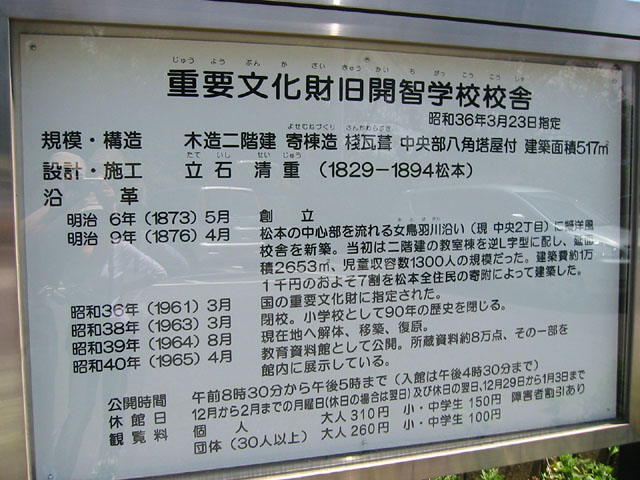 じゅうようぶんかざいきゅうかいちがっこうこうしゃ
重要文化財旧開智学校校舎
昭和36年3月23日指定
よせむねづくり さんかわらぶき
規模・構造 木造二階建 寄棟造 桟瓦葺 中央部八角塔屋付 建築面積517㎡
たて いし せい じゅう
設計・施工 立石 清重 （1829−1894松本）
沿 革
明治 6年（1873）5月 創 立
明治 9年（1876）4月 松本の中心部を流れる女鳥羽川沿い（現 中央2丁目）に擬洋風
校舎を新築。当初は二階建の教室棟を逆L字型に配し、延面
積2653㎡、児童収容数1300人の規模だった。建築費約1万
1千円のおよそ7割を松本全住民の寄附によって建築した。
昭和36年（1961）3月 国の重要文化財に指定された。
昭和38年（1963）3月 閉校。小学校として90年の歴史を閉じる。
昭和39年（1964）8月 現在地へ解体、移築、復原。
昭和40年（1965）4月 教育資料館として公開。所蔵資料約8万点、その一部を
館内に展示している。
公開時間 午前8時30分から午後5時まで（入館は午後4時30分まで）
休館日 12月から2月までの月曜日（休日の場合は翌日）及び休日の翌日、12月29日から1月3日まで
観覧料 個 人 大人310円 小・中学生150円 障害者割引あり
団体（30人以上） 大人260円 小・中学生100円